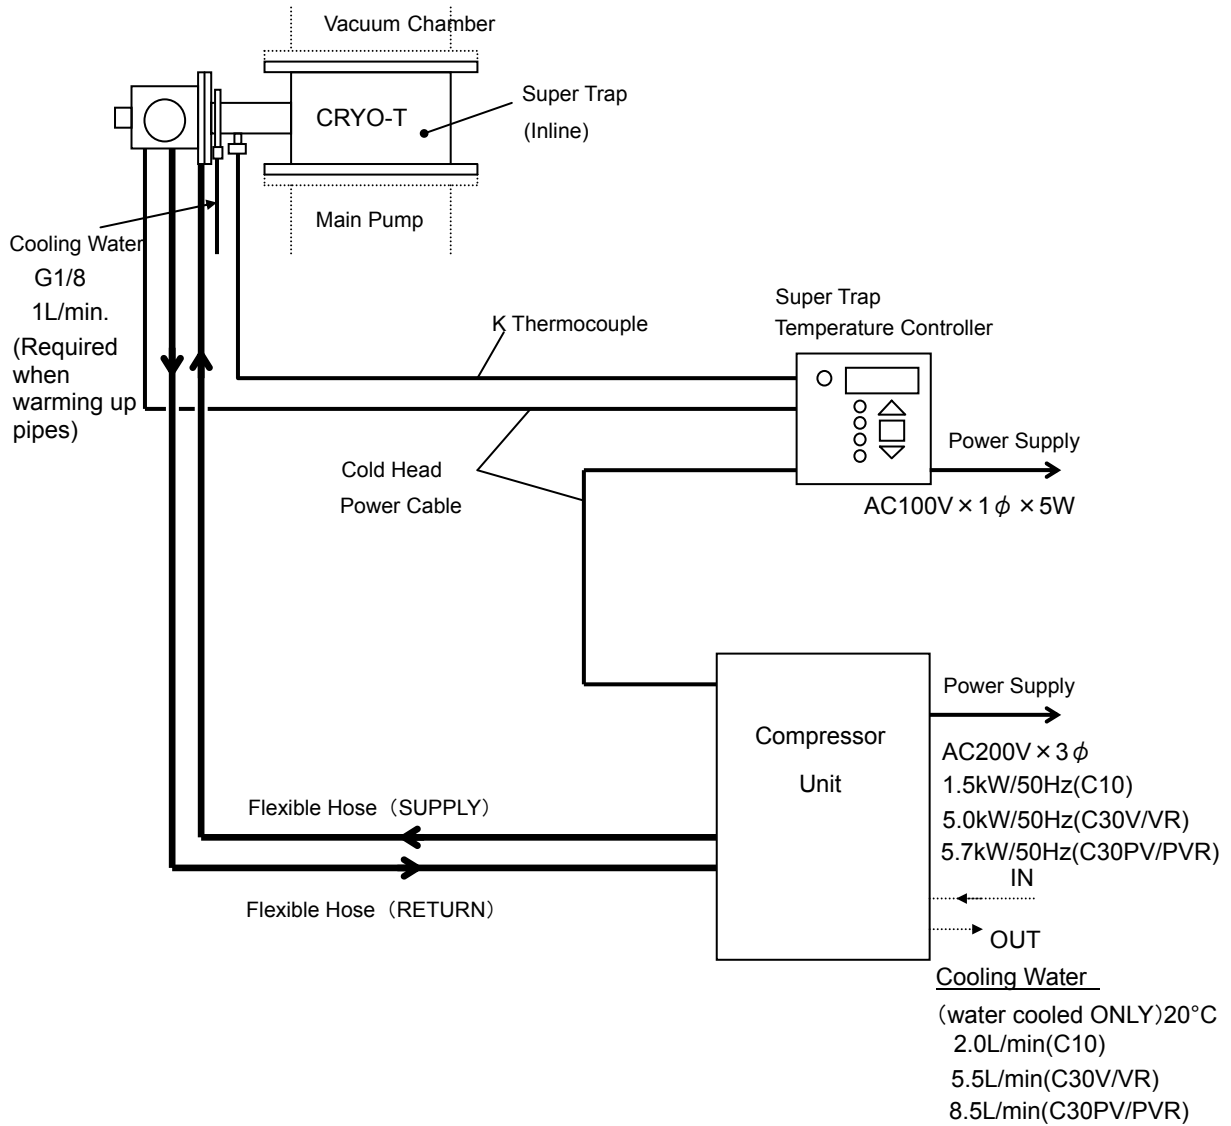 Vacuum Chamber
CRYO-T
Super Trap
(Inline)
Main Pump
Cooling Water
G1/8
1L/min.
(Required
when
warming up
pipes)
K Thermocouple
Super Trap
Temperature Controller
Cold Head
Power Cable
Power Supply
AC100V×1φ×5W
Compressor
Unit
Power Supply
AC200V×3φ
1.5kW/50Hz(C10)
5.0kW/50Hz(C30V/VR)
5.7kW/50Hz(C30PV/PVR)
IN
OUT
Flexible Hose（SUPPLY）
Flexible Hose（RETURN）
Cooling Water
（water cooled ONLY）20°C
2.0L/min(C10)
5.5L/min(C30V/VR)
8.5L/min(C30PV/PVR)